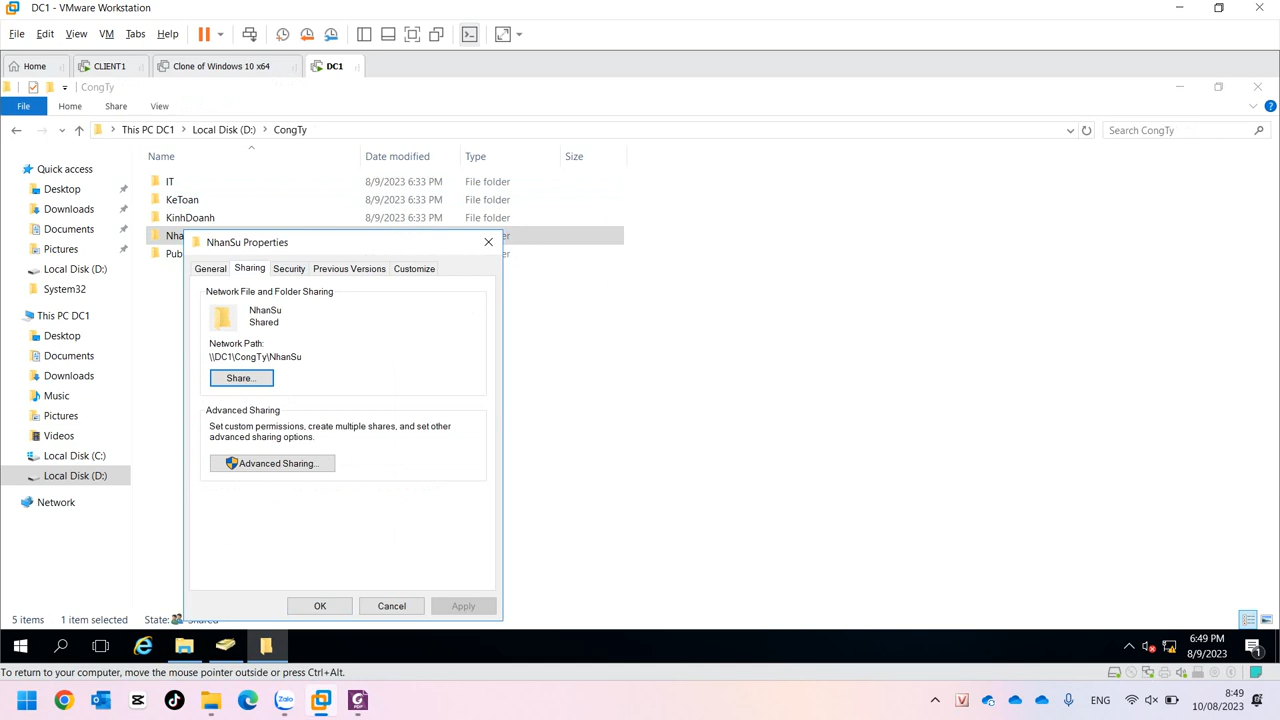 DC1 - VMware Workstation
File Edit View VM Tabs Help
Home CLIENT1 Clone of Windows 10 x64 DC1
CongTy
File Home Share View
This PC DC1 Local Disk (D:) CongTy Search CongTy
Name Date modified Type Size
Quick access
Desktop
Downloads
Documents
Pictures
Local Disk (D:)
System32
This PC DC1
Desktop
Documents
Downloads
Music
Pictures
Videos
Local Disk (C:)
Local Disk (D:)
Network
IT 8/9/2023 6:33 PM File folder
KeToan 8/9/2023 6:33 PM File folder
KinhDoanh 8/9/2023 6:33 PM File folder
Nha er
Pub er
NhanSu Properties
General Sharing Security Previous Versions Customize
Network File and Folder Sharing
NhanSu
Shared
Network Path:
\\DC1\CongTy\NhanSu
Share...
Advanced Sharing
Set custom permissions, create multiple shares, and set other
advanced sharing options.
Advanced Sharing...
OK Cancel Apply
5 items 1 item selected State: Shared
6:49 PM
8/9/2023
1
To return to your computer, move the mouse pointer outside or press Ctrl+Alt.
Zalo
PDF
ENG
8:49
10/08/2023